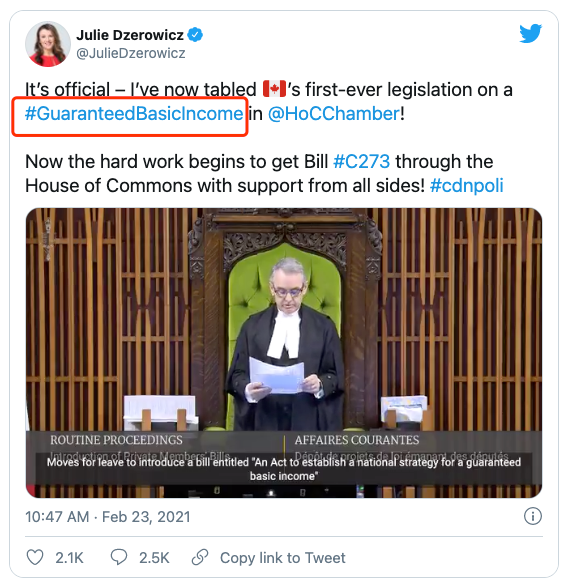 Julie Dzerowicz
@JulieDzerowicz
It's official – I've now tabled 🇨🇦's first-ever legislation on a
#GuaranteedBasicIncome in @HoCChamber!
Now the hard work begins to get Bill #C273 through the
House of Commons with support from all sides! #cdnpoli
ROUTINE PROCEEDINGS
AFFAIRES COURANTES
Introduction of Private Members' Bills
Dépôt de projets de loi émanant des députés
Moves for leave to introduce a bill entitled "An Act to establish a national strategy for a guaranteed
basic income"
10:47 AM · Feb 23, 2021
2.1K
2.5K
Copy link to Tweet